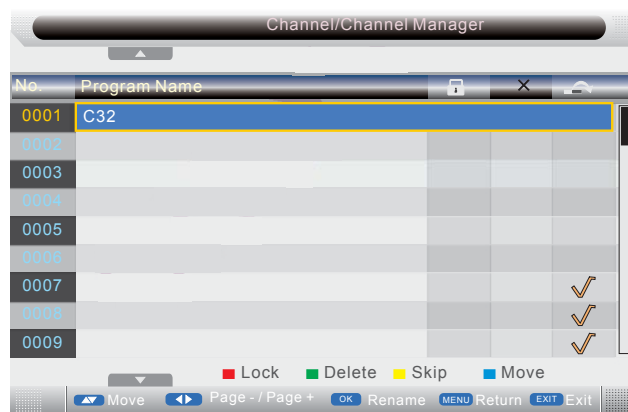 Channel/Channel Manager
No. Program Name
0001 C32
0002
0003
0004
0005
0006
0007
0008
0009
Lock Delete Skip Move
Move Page - / Page + OK Rename MENU Return EXIT Exit